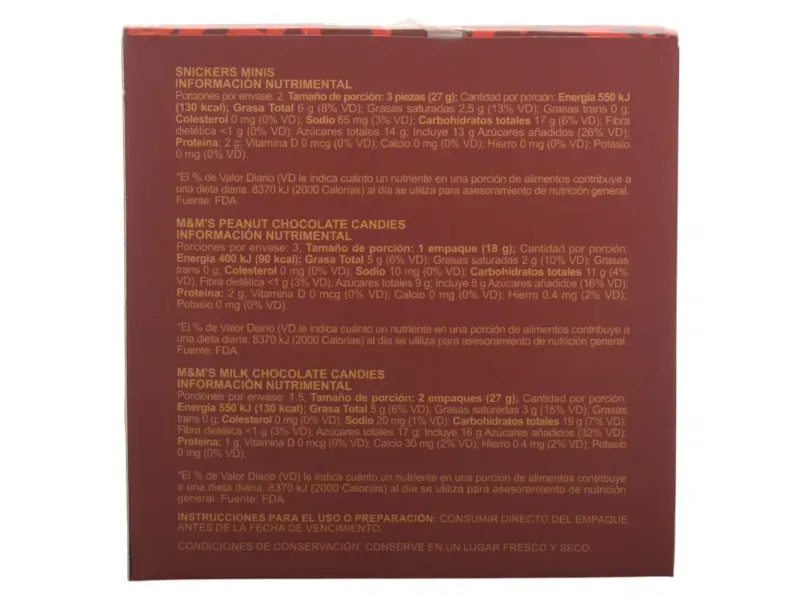 SNICKERS MINIS
INFORMACIÓN NUTRIMENTAL
Porciones por envase: 2, Tamaño de porción: 3 piezas (27 g); Cantidad por porción: Energía 550 kJ
(130 kcal); Grasa Total 6 g (8% VD); Grasas saturadas 2.5 g (13% VD); Grasas trans 0 g;
Colesterol 0 mg (0% VD); Sodio 65 mg (3% VD); Carbohidratos totales 17 g (6% VD); Fibra
dietética <1 g (0% VD); Azúcares totales 14 g; Incluye 13 g Azúcares añadidos (26% VD);
Proteína: 2 g; Vitamina D 0 mcg (0% VD); Calcio 0 mg (0% VD); Hierro 0 mg (0% VD); Potasio
0 mg (0% VD).
*El % de Valor Diario (VD le indica cuánto un nutriente en una porción de alimentos contribuye a
una dieta diaria. 8370 kJ (2000 Calorías) al día se utiliza para asesoramiento de nutrición general.
Fuente: FDA.
M&M'S PEANUT CHOCOLATE CANDIES
INFORMACIÓN NUTRIMENTAL
Porciones por envase: 3, Tamaño de porción: 1 empaque (18 g); Cantidad por porción:
Energía 400 kJ (90 kcal); Grasa Total 5 g (6% VD); Grasas saturadas 2 g (10% VD); Grasas
trans 0 g; Colesterol 0 mg (0% VD); Sodio 10 mg (0% VD); Carbohidratos totales 11 g (4%
VD); Fibra dietética <1 g (3% VD); Azúcares totales 9 g; Incluye 8 g Azúcares añadidos (16% VD);
Proteína: 2 g; Vitamina D 0 mcg (0% VD); Calcio 0 mg (0% VD); Hierro 0.4 mg (2% VD);
Potasio 0 mg (0% VD).
*El % de Valor Diario (VD le indica cuánto un nutriente en una porción de alimentos contribuye a
una dieta diaria. 8370 kJ (2000 Calorías) al día se utiliza para asesoramiento de nutrición general.
Fuente: FDA.
M&M'S MILK CHOCOLATE CANDIES
INFORMACIÓN NUTRIMENTAL
Porciones por envase: 1.5, Tamaño de porción: 2 empaques (27 g); Cantidad por porción:
Energía 550 kJ (130 kcal); Grasa Total 5 g (6% VD); Grasas saturadas 3 g (15% VD), Grasas
trans 0 g; Colesterol 0 mg (0% VD); Sodio 20 mg (1% VD); Carbohidratos totales 19 g (7% VD);
Fibra dietética <1 g (3% VD); Azúcares totales 17 g; Incluye 16 g Azúcares añadidos (32% VD);
Proteína: 1 g; Vitamina D 0 mcg (0% VD); Calcio 30 mg (2% VD); Hierro 0.4 mg (2% VD); Potasio
0 mg (0% VD).
*El % de Valor Diario (VD) le indica cuánto un nutriente en una porción de alimentos contribuye
a una dieta diaria. 8370 kJ (2000 Calorías) al día se utiliza para asesoramiento de nutrición
general. Fuente: FDA
INSTRUCCIONES PARA EL USO O PREPARACIÓN: CONSUMIR DIRECTO DEL EMPAQUE
ANTES DE LA FECHA DE VENCIMIENTO.
CONDICIONES DE CONSERVACIÓN: CONSERVE EN UN LUGAR FRESCO Y SECO.